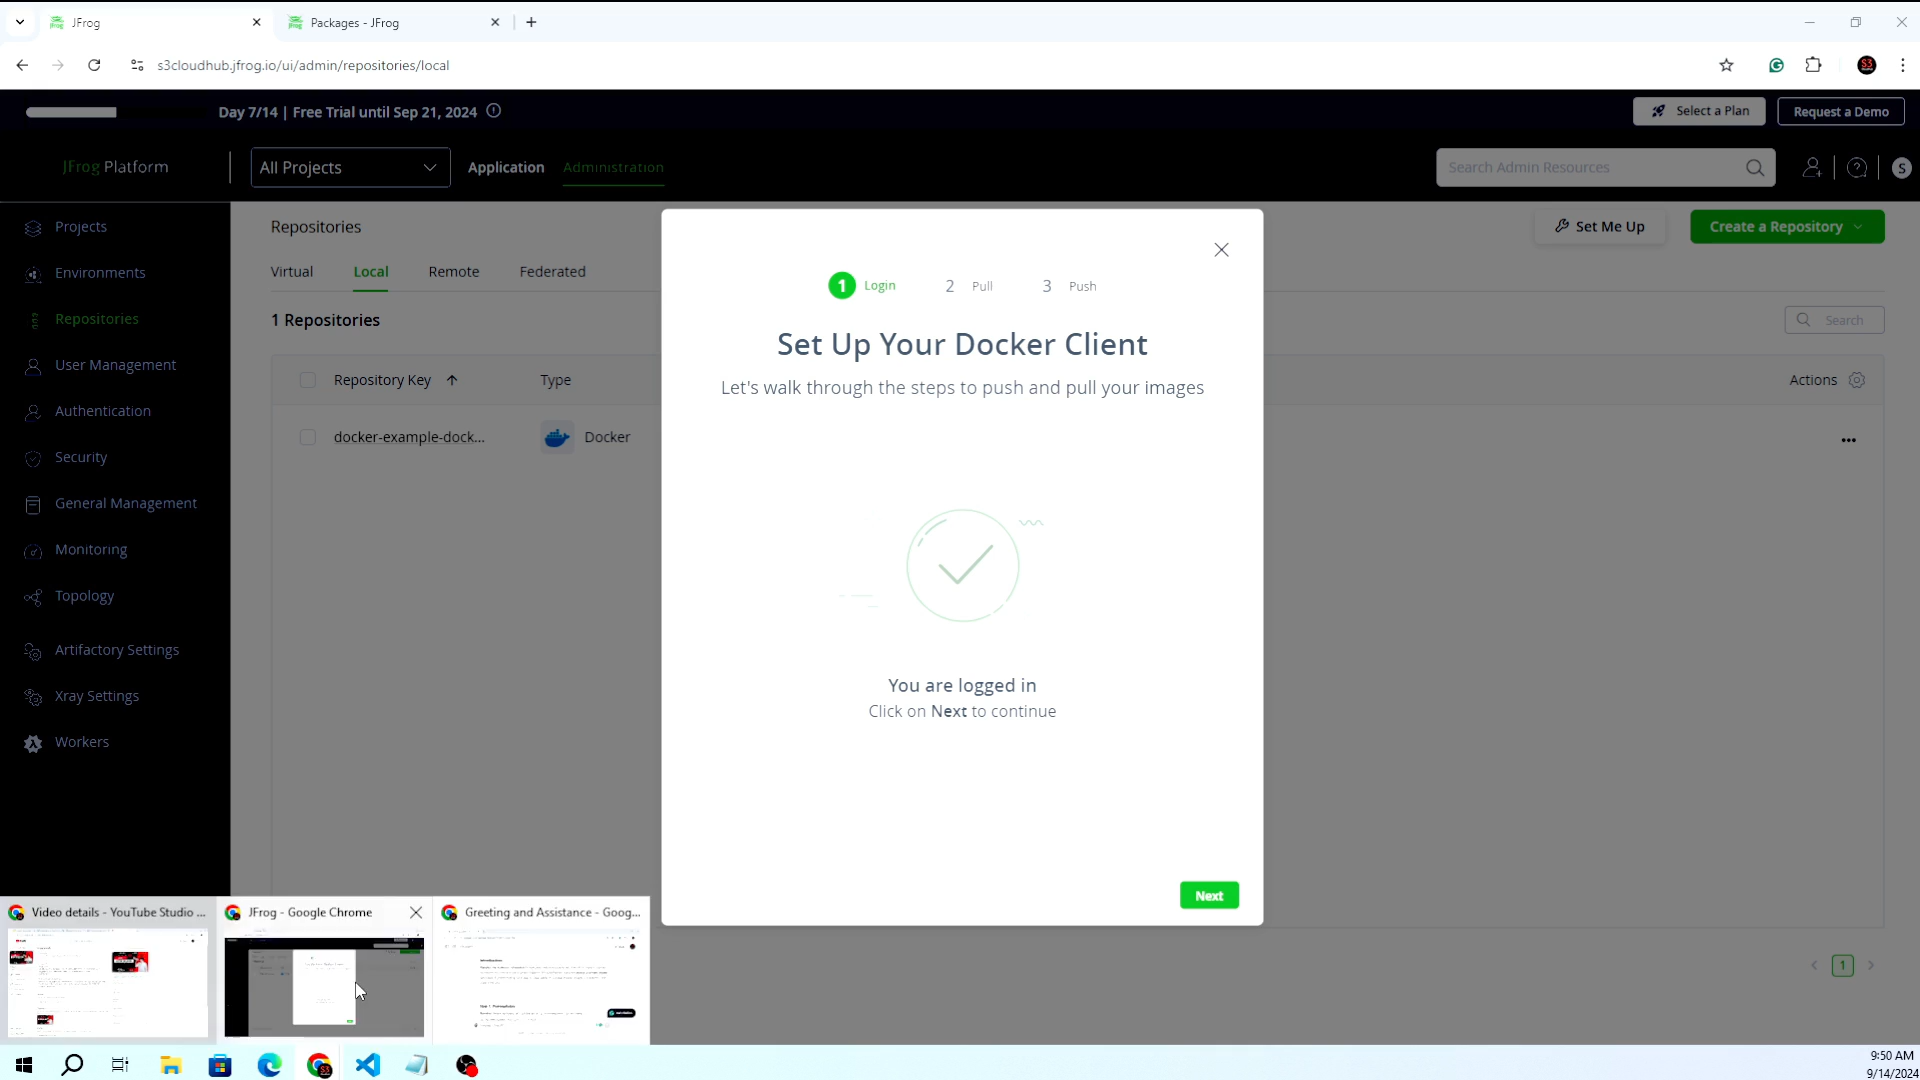 JFrog
Packages - JFrog
s3cloudhub.jfrog.io/ui/admin/repositories/local
Day 7/14 | Free Trial until Sep 21, 2024
Select a Plan
Request a Demo
JFrog Platform
All Projects
Application
Administration
Search Admin Resources
S
Projects
Environments
Repositories
User Management
Authentication
Security
General Management
Monitoring
Topology
Artifactory Settings
Xray Settings
Workers
Repositories
Set Me Up
Create a Repository
Virtual
Local
Remote
Federated
1 Repositories
Search
Repository Key
Type
Actions
docker-example-dock...
Docker
1
1 Login
2 Pull
3 Push
Set Up Your Docker Client
Let's walk through the steps to push and pull your images
You are logged in
Click on Next to continue
Next
Video details - YouTube Studio ...
JFrog - Google Chrome
Greeting and Assistance - Goog...
9:50 AM
9/14/2024